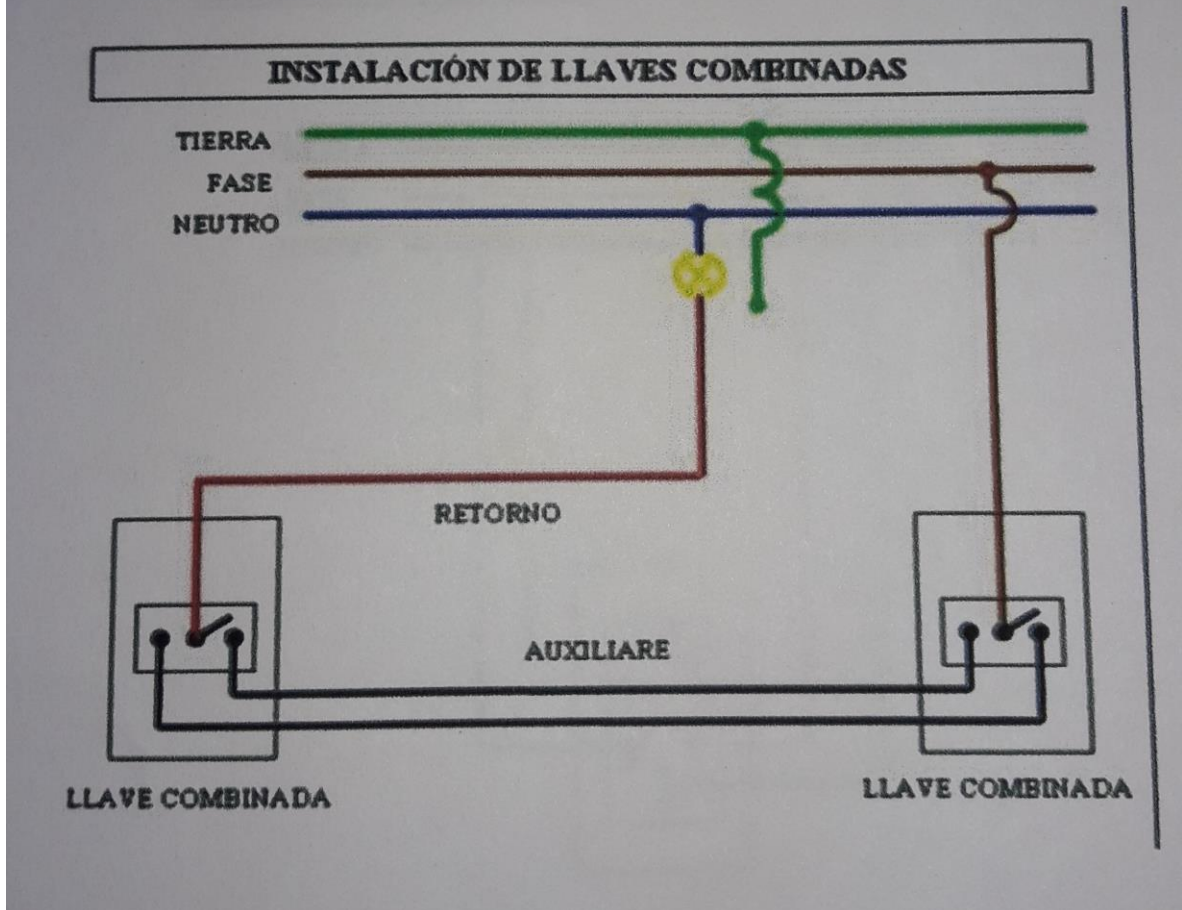 INSTALACIÓN DE LLAVES COMBINADAS
TIERRA
FASE
NEUTRO
RETORNO
AUXILIARE
LLAVE COMBINADA
LLAVE COMBINADA